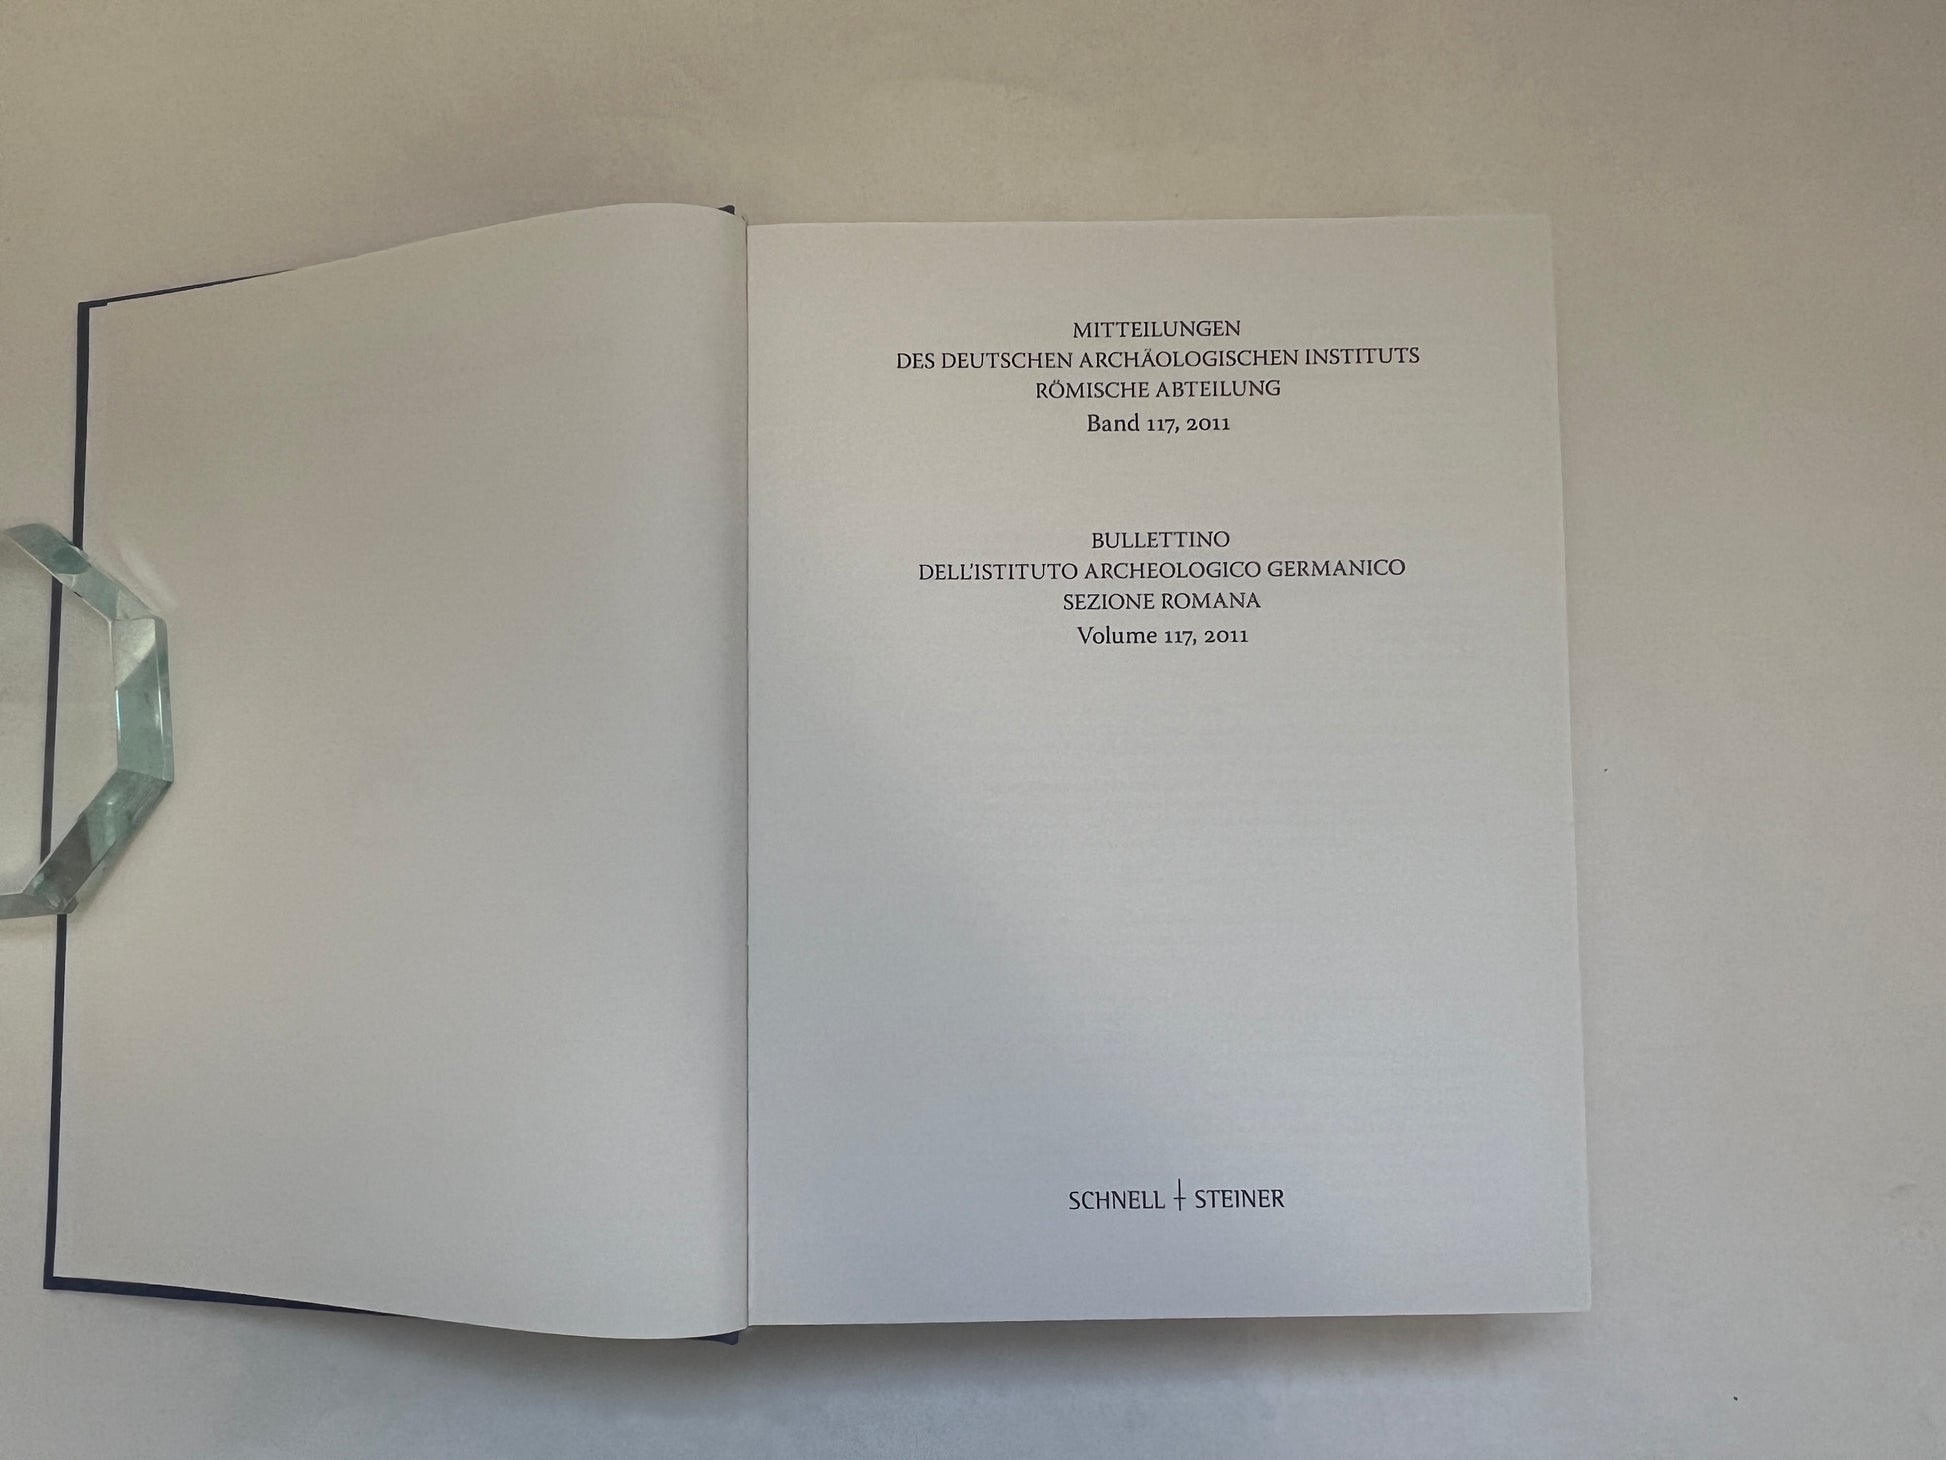 MITTEILUNGEN
DES DEUTSCHEN ARCHÄOLOGISCHEN INSTITUTS
RÖMISCHE ABTEILUNG
Band 117, 2011
BULLETTINO
DELL'ISTITUTO ARCHEOLOGICO GERMANICO
SEZIONE ROMANA
Volume 117, 2011
SCHNELL + STEINER